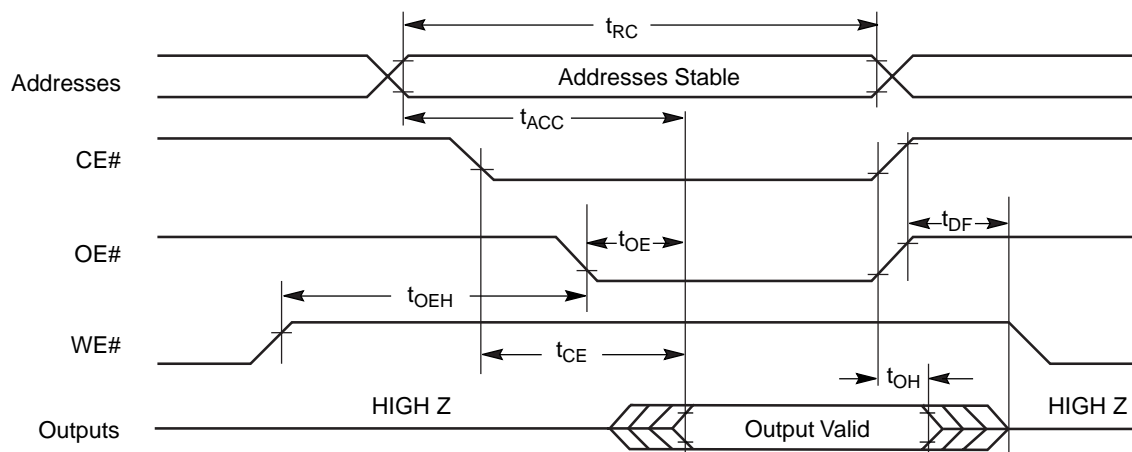 tRC
Addresses
Addresses Stable
tACC
CE#
tDF
OE#
tOE
tOEH
WE#
tCE
tOH
HIGH Z
HIGH Z
Outputs
Output Valid